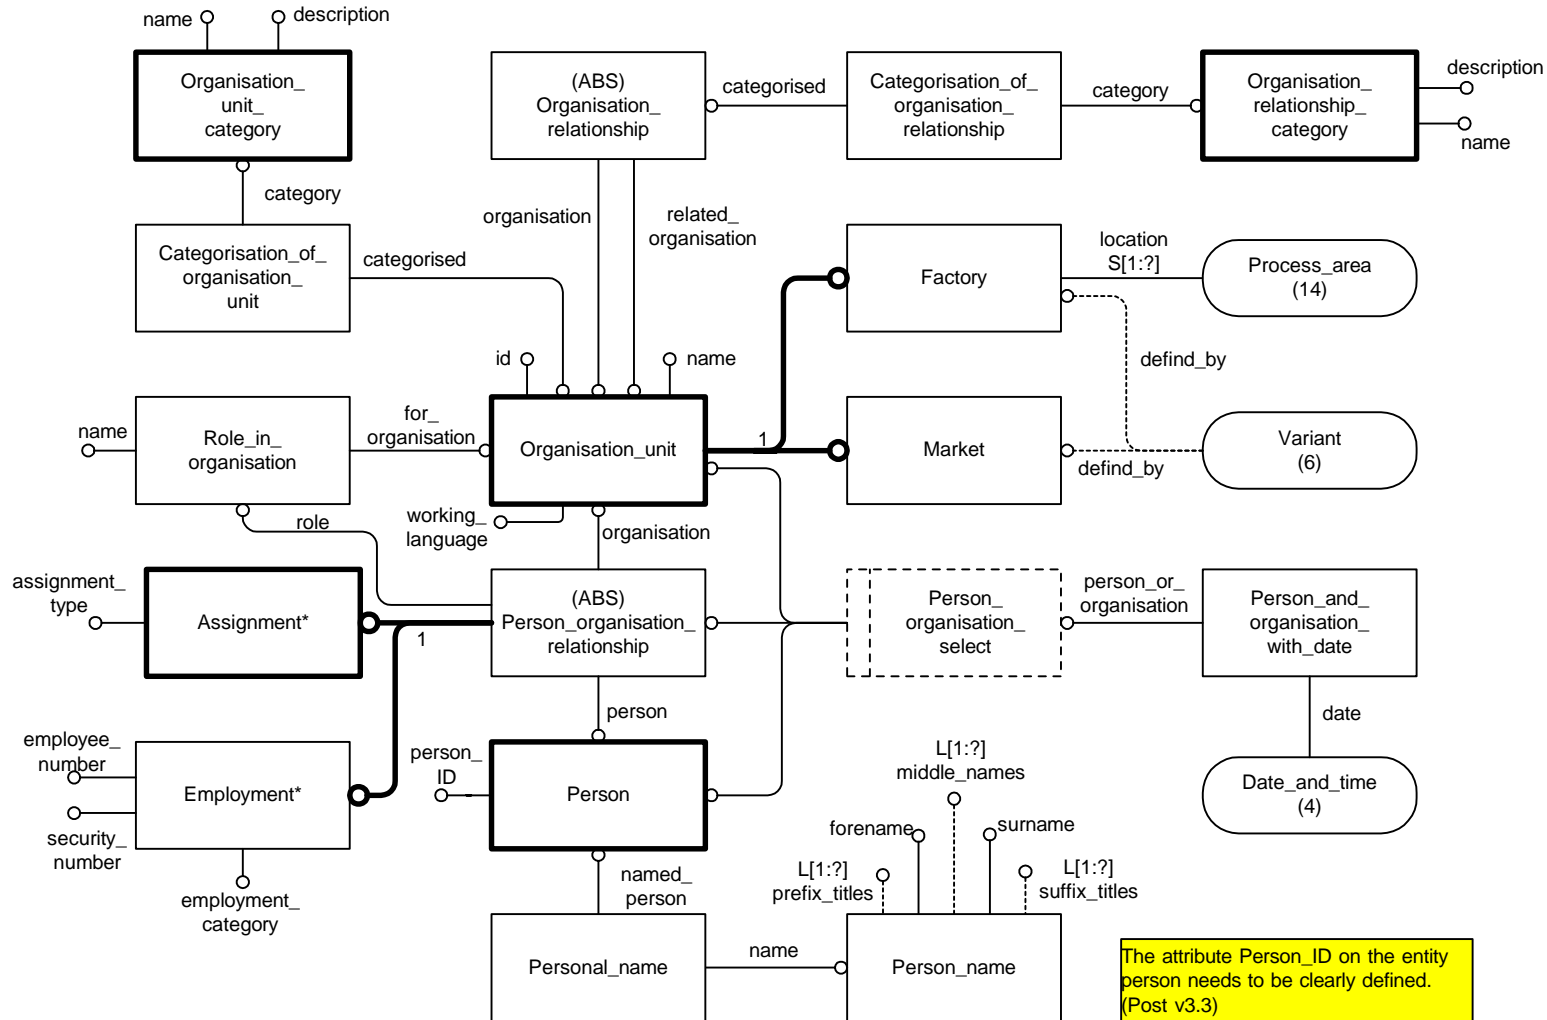 name
description
Organisation_
unit_
category
(ABS)
Organisation_
relationship
categorised
Categorisation_of_
organisation_
relationship
category
Organisation_
relationship_
category
description
name
category
organisation
related_
organisation
Categorisation_of_
organisation_
unit
categorised
Factory
location
S[1:?]
Process_area
(14)
defind_by
id
name
name
Role_in_
organisation
for_
organisation
Organisation_unit
1
Market
defind_by
Variant
(6)
role
working_
language
organisation
assignment_
type
Assignment*
1
(ABS)
Person_organisation_
relationship
Person_
organisation_
select
person_or_
organisation
Person_and_
organisation_
with_date
person
date
employee_
number
Employment*
security_
number
employment_
category
person_
ID
Person
L[1:?]
middle_names
Date_and_time
(4)
forename
surname
L[1:?]
prefix_titles
L[1:?]
suffix_titles
named_
person
Personal_name
name
Person_name
The attribute Person_ID on the entity
person needs to be clearly defined.
(Post v3.3)